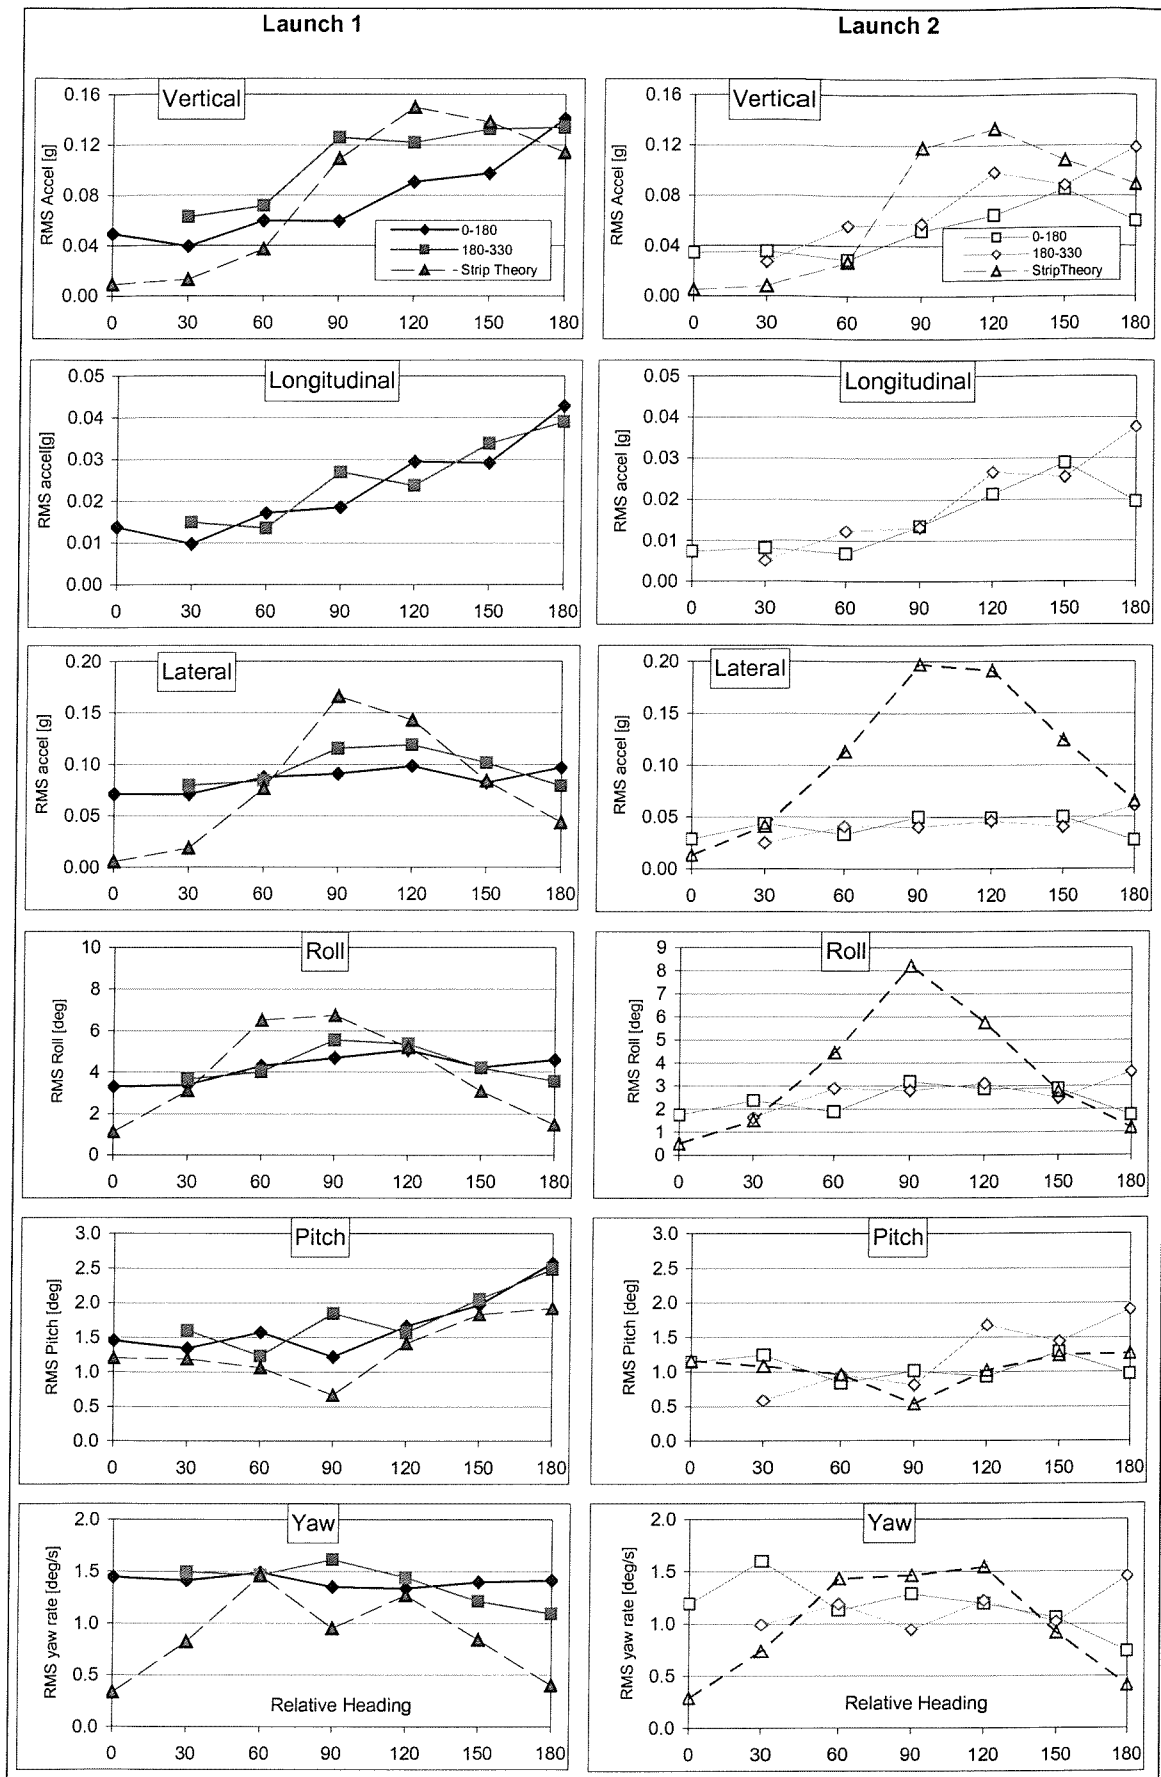 Launch 1
Launch 2
Vertical
RMS Accel [g]
0.16
0.12
0.08
0.04
0.00
0-180
180-330
Strip Theory
0 30 60 90 120 150 180
Vertical
RMS Accel [g]
0.16
0.12
0.08
0.04
0.00
0-180
180-330
StripTheory
0 30 60 90 120 150 180
Longitudinal
RMS accel[g]
0.05
0.04
0.03
0.02
0.01
0.00
0 30 60 90 120 150 180
Longitudinal
RMS accel [g]
0.05
0.04
0.03
0.02
0.01
0.00
0 30 60 90 120 150 180
Lateral
RMS accel [g]
0.20
0.15
0.10
0.05
0.00
0 30 60 90 120 150 180
Lateral
RMS accel [g]
0.20
0.15
0.10
0.05
0.00
0 30 60 90 120 150 180
Roll
RMS Roll [deg]
10
8
6
4
2
0
0 30 60 90 120 150 180
Roll
RMS Roll [deg]
9
8
7
6
5
4
3
2
1
0
0 30 60 90 120 150 180
Pitch
RMS Pitch [deg]
3.0
2.5
2.0
1.5
1.0
0.5
0.0
0 30 60 90 120 150 180
Pitch
RMS Pitch [deg]
3.0
2.5
2.0
1.5
1.0
0.5
0.0
0 30 60 90 120 150 180
Yaw
RMS yaw rate [deg/s]
2.0
1.5
1.0
0.5
0.0
Relative Heading
0 30 60 90 120 150 180
Yaw
RMS yaw rate [deg/s]
2.0
1.5
1.0
0.5
0.0
Relative Heading
0 30 60 90 120 150 180